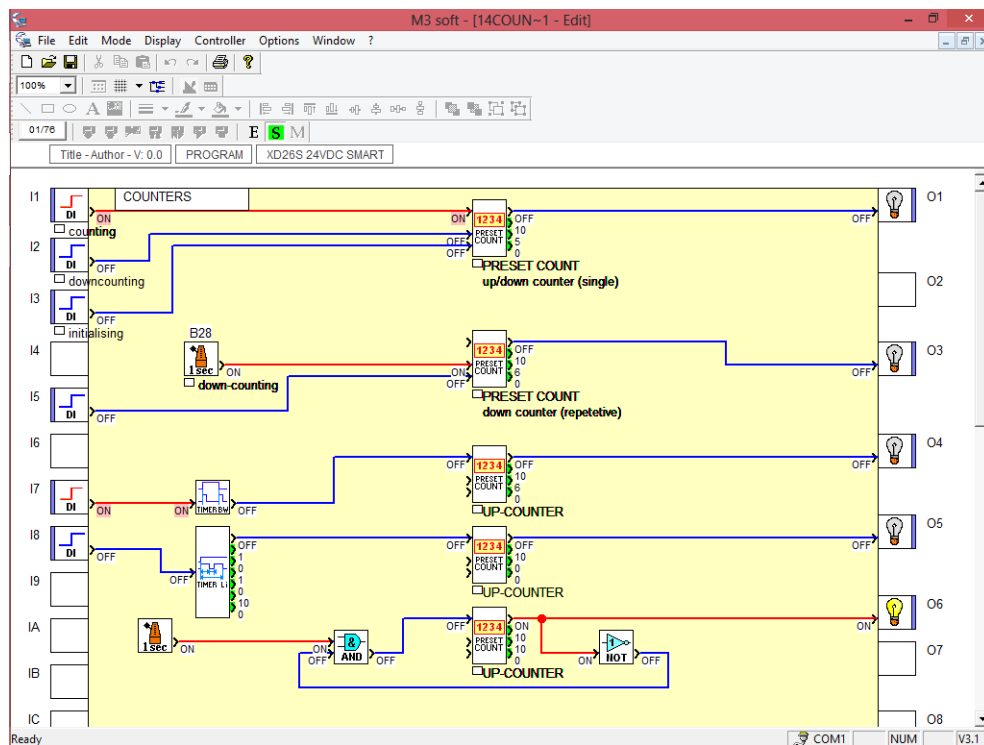 M3 soft - [14COUN~1 - Edit]
File Edit Mode Display Controller Options Window ?
100%
A
01/76 E S M
Title - Author - V: 0.0 PROGRAM XD26S 24VDC SMART
I1 DI ON COUNTERS ON 1234 PRESET COUNT OFF 10 5 0 OFF O1
counting
I2 DI OFF OFF OFF
PRESET COUNT
downcounting up/down counter (single) O2
I3 DI OFF
initialising
B28
I4 1 sec ON ON OFF 1234 PRESET COUNT OFF 10 6 0 OFF O3
down-counting
I5 DI OFF PRESET COUNT
down counter (repetetive)
I6 OFF 1234 PRESET COUNT OFF 10 6 0 OFF O4
I7 DI ON ON TIMER BW OFF UP-COUNTER
I8 DI OFF OFF TIMER Li OFF 1 0 1 0 10 0 OFF 1234 PRESET COUNT OFF 10 0 0 OFF O5
I9 UP-COUNTER
IA 1 sec ON ON OFF & AND OFF OFF 1234 PRESET COUNT ON 10 10 0 ON 1 NOT OFF ON O6
O7
IB UP-COUNTER
IC O8
Ready COM1 NUM V3.1